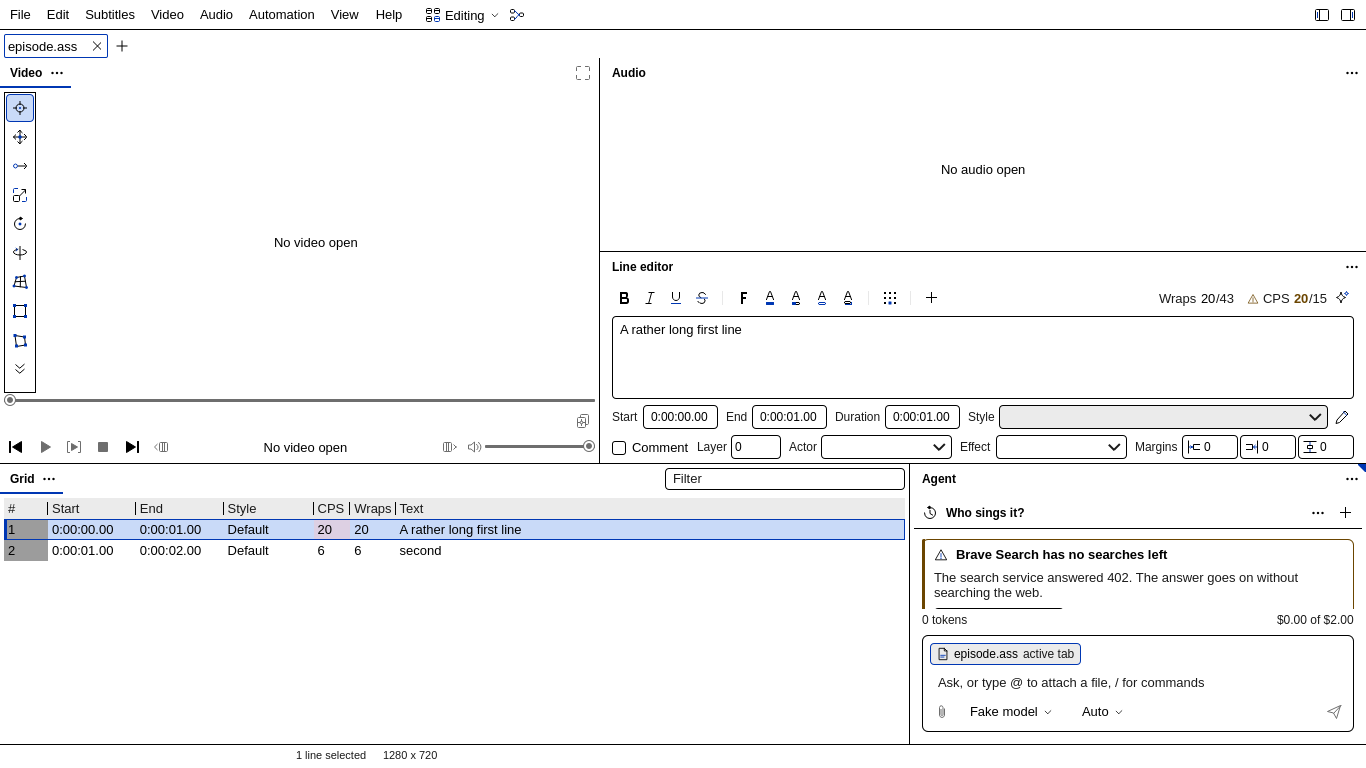 File Edit Subtitles Video Audio Automation View Help Editing
episode.ass
Video
No video open
No video open
Audio
No audio open
Line editor
Wraps 20/43 CPS 20/15
A rather long first line
Start 0:00:00.00 End 0:00:01.00 Duration 0:00:01.00 Style
Comment Layer 0 Actor Effect Margins 0 0 0
Grid
Filter
# Start End Style CPS Wraps Text
1 0:00:00.00 0:00:01.00 Default 20 20 A rather long first line
2 0:00:01.00 0:00:02.00 Default 6 6 second
Agent
Who sings it?
Brave Search has no searches left
The search service answered 402. The answer goes on without
searching the web.
0 tokens $0.00 of $2.00
episode.ass active tab
Ask, or type @ to attach a file, / for commands
Fake model Auto
1 line selected 1280 x 720